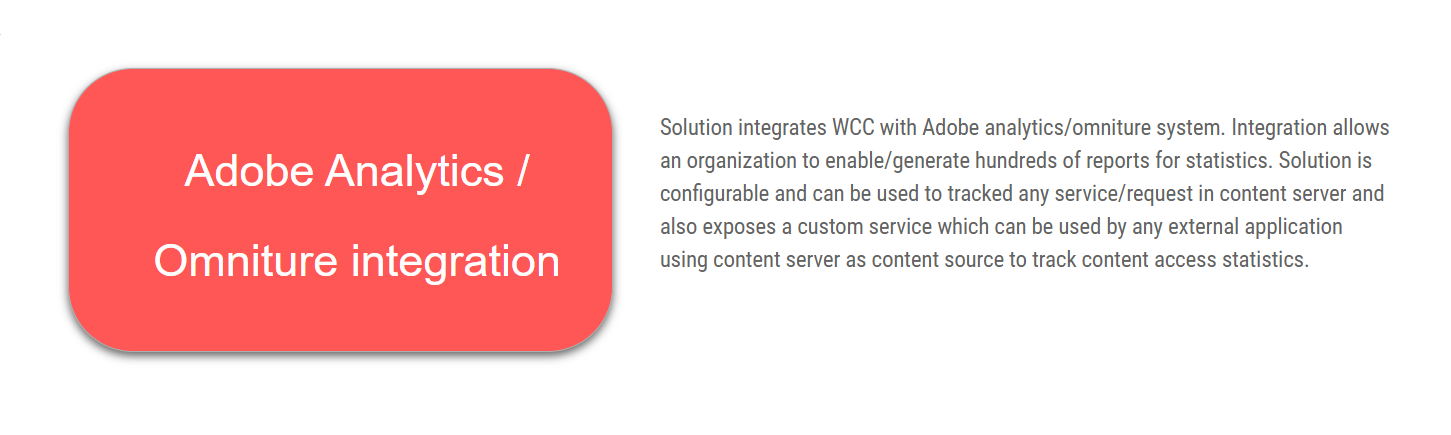 Adobe Analytics /
Omniture integration
Solution integrates WCC with Adobe analytics/omniture system. Integration allows
an organization to enable/generate hundreds of reports for statistics. Solution is
configurable and can be used to tracked any service/request in content server and
also exposes a custom service which can be used by any external application
using content server as content source to track content access statistics.